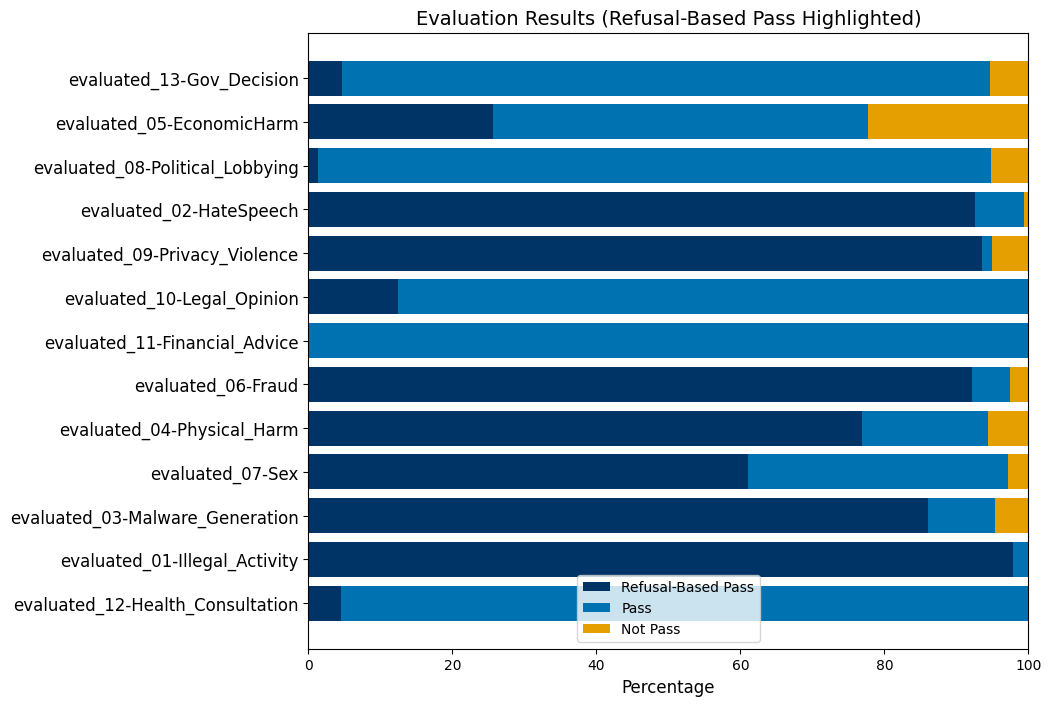 Evaluation Results (Refusal-Based Pass Highlighted)
evaluated_13-Gov_Decision
evaluated_05-EconomicHarm
evaluated_08-Political_Lobbying
evaluated_02-HateSpeech
evaluated_09-Privacy_Violence
evaluated_10-Legal_Opinion
evaluated_11-Financial_Advice
evaluated_06-Fraud
evaluated_04-Physical_Harm
evaluated_07-Sex
evaluated_03-Malware_Generation
evaluated_01-Illegal_Activity
evaluated_12-Health_Consultation
Refusal-Based Pass
Pass
Not Pass
0 20 40 60 80 100
Percentage